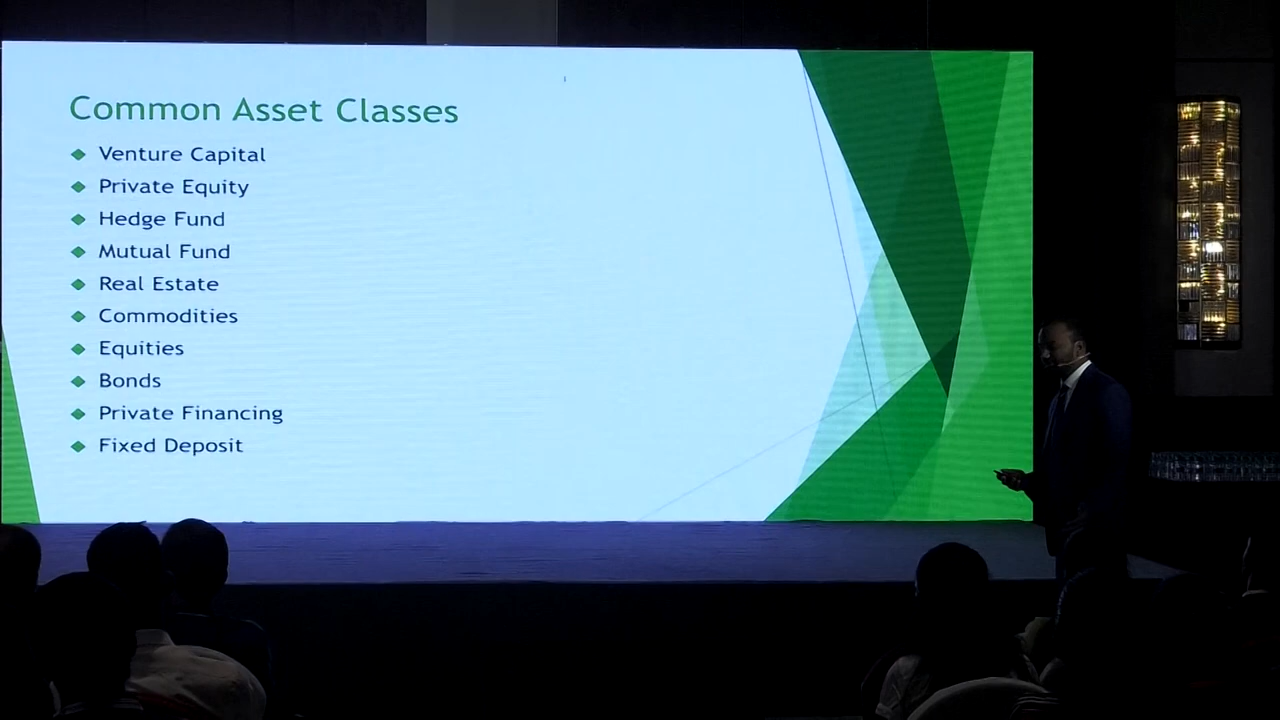 Common Asset Classes
Venture Capital
Private Equity
Hedge Fund
Mutual Fund
Real Estate
Commodities
Equities
Bonds
Private Financing
Fixed Deposit